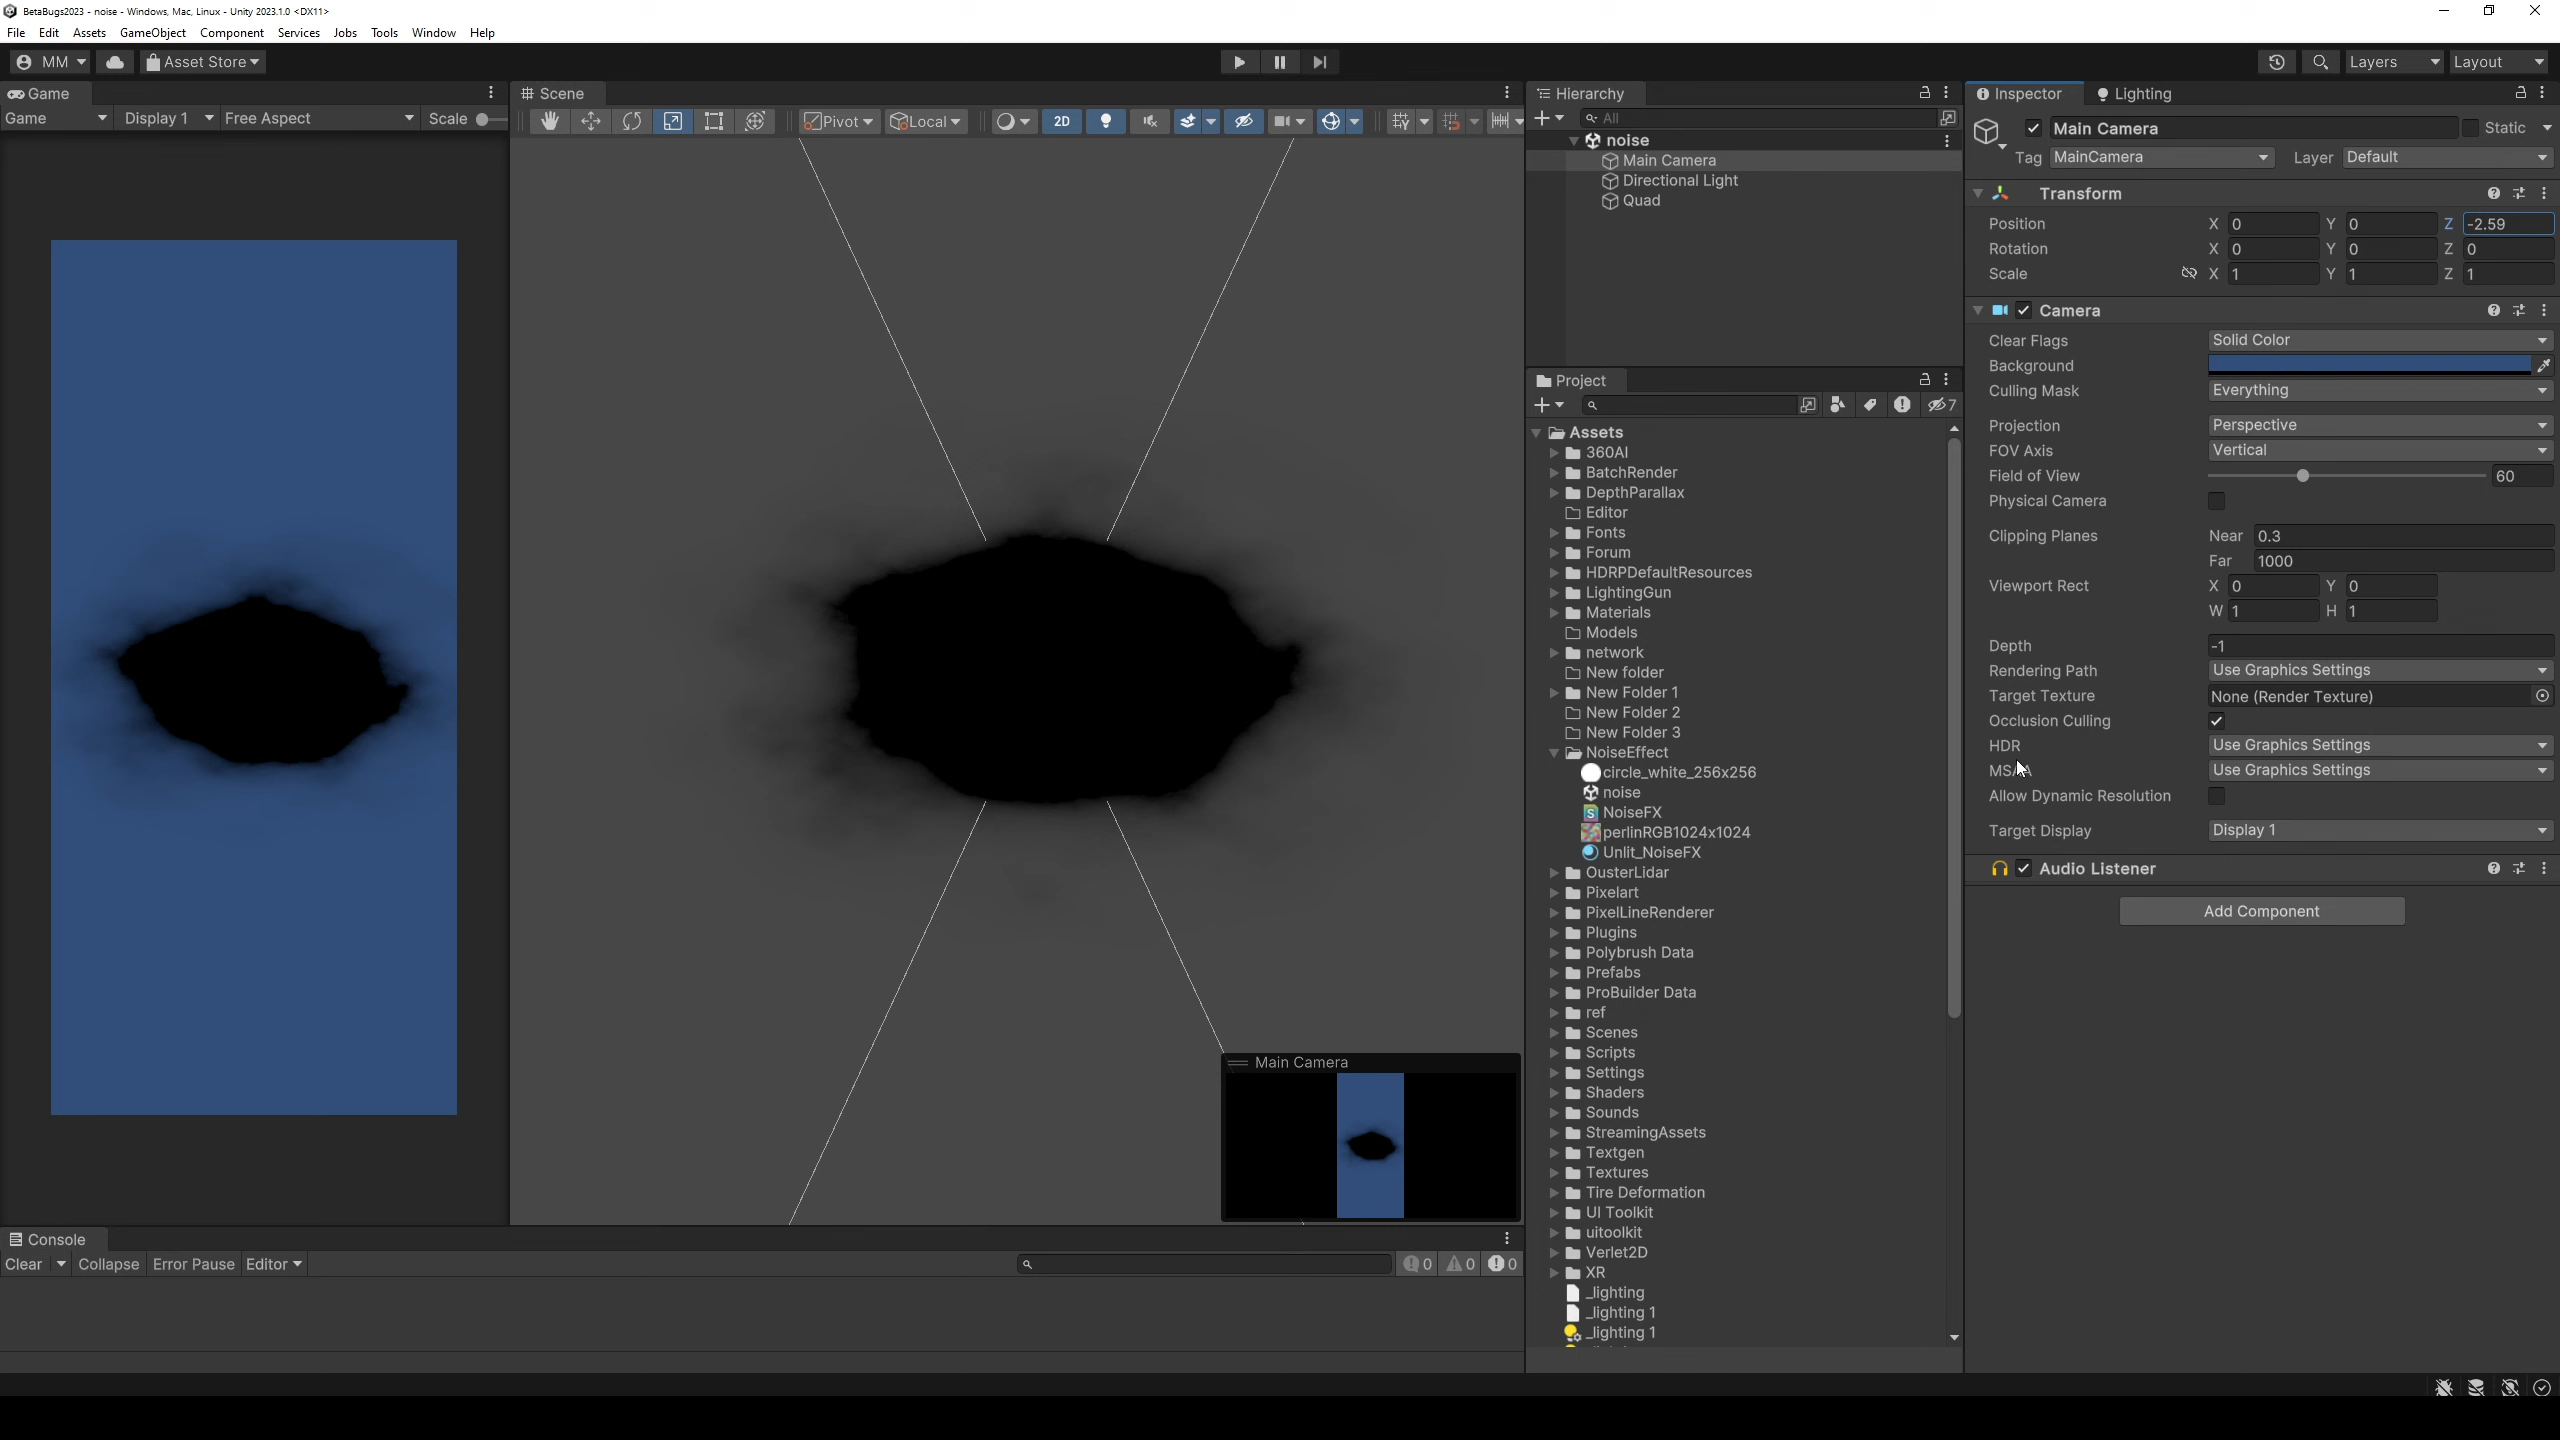 BetaBugs2023 - noise - Windows, Mac, Linux - Unity 2023.1.0 <DX11>
File Edit Assets GameObject Component Services Jobs Tools Window Help
MM Asset Store Layers Layout
Game
Game Display 1 Free Aspect Scale
Scene
Pivot Local 2D
Hierarchy
All
noise
Main Camera
Directional Light
Quad
Project
7
Assets
360AI
BatchRender
DepthParallax
Editor
Fonts
Forum
HDRPDefaultResources
LightingGun
Materials
Models
network
New folder
New Folder 1
New Folder 2
New Folder 3
NoiseEffect
circle_white_256x256
noise
NoiseFX
perlinRGB1024x1024
Unlit_NoiseFX
OusterLidar
Pixelart
PixelLineRenderer
Plugins
Polybrush Data
Prefabs
ProBuilder Data
ref
Scenes
Scripts
Settings
Shaders
Sounds
StreamingAssets
Textgen
Textures
Tire Deformation
UI Toolkit
uitoolkit
Verlet2D
XR
_lighting
_lighting 1
_lighting 1
Inspector Lighting
Main Camera Static
Tag MainCamera Layer Default
Transform
Position X 0 Y 0 Z -2.59
Rotation X 0 Y 0 Z 0
Scale X 1 Y 1 Z 1
Camera
Clear Flags Solid Color
Background
Culling Mask Everything
Projection Perspective
FOV Axis Vertical
Field of View 60
Physical Camera
Clipping Planes Near 0.3
Far 1000
Viewport Rect X 0 Y 0
W 1 H 1
Depth -1
Rendering Path Use Graphics Settings
Target Texture None (Render Texture)
Occlusion Culling
HDR Use Graphics Settings
MSAA Use Graphics Settings
Allow Dynamic Resolution
Target Display Display 1
Audio Listener
Add Component
Main Camera
Console
Clear Collapse Error Pause Editor 0 0 0